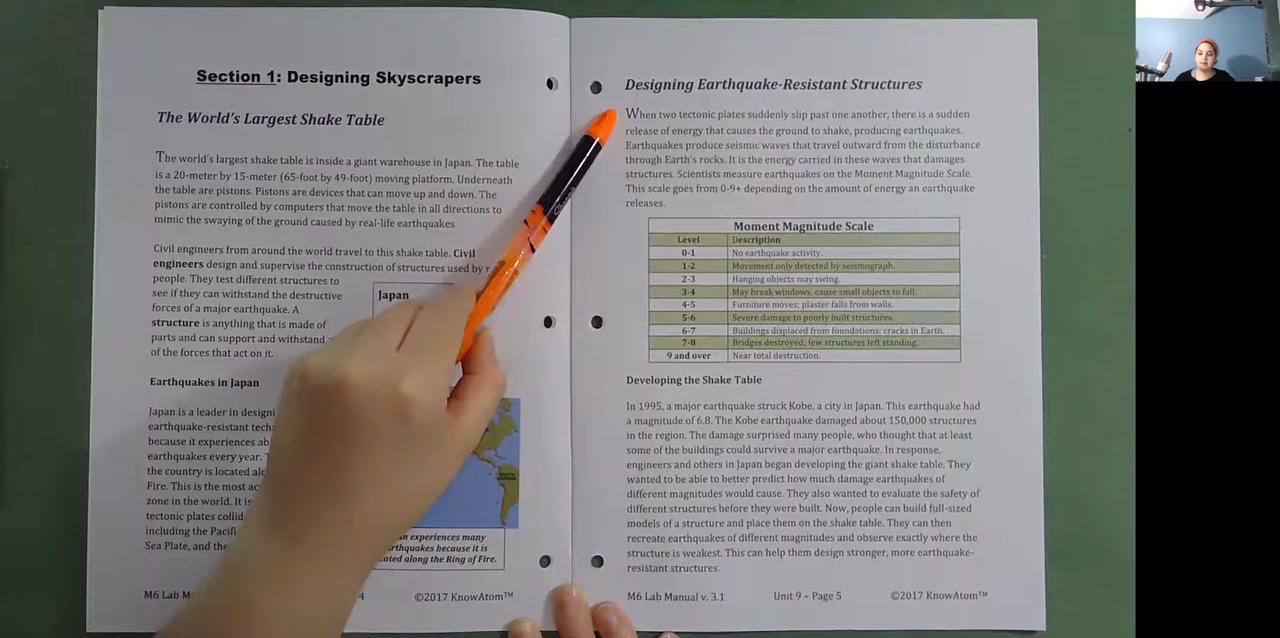 Section 1: Designing Skyscrapers
The World's Largest Shake Table
The world's largest shake table is inside a giant warehouse in Japan. The table
is a 20-meter by 15-meter (65-foot by 49-foot) moving platform. Underneath
the table are pistons. Pistons are devices that can move up and down. The
pistons are controlled by computers that move the table in all directions to
mimic the swaying of the ground caused by real-life earthquakes.
Civil engineers from around the world travel to this shake table. Civil
engineers design and supervise the construction of structures used by
people. They test different structures to
see if they can withstand the destructive
forces of a major earthquake. A
structure is anything that is made of
parts and can support and withstand
of the forces that act on it.
Japan
Earthquakes in Japan
Japan is a leader in
earthquake-resistant
because it experiences
earthquakes every year.
the country is located
Fire. This is the most
zone in the world. It is
tectonic plates
including the
Sea Plate, and the
experiences many
because it is
along the Ring of Fire.
M6 Lab
4
©2017 KnowAtom™
Designing Earthquake-Resistant Structures
When two tectonic plates suddenly slip past one another, there is a sudden
release of energy that causes the ground to shake, producing earthquakes.
Earthquakes produce seismic waves that travel outward from the disturbance
through Earth's rocks. It is the energy carried in these waves that damages
structures. Scientists measure earthquakes on the Moment Magnitude Scale.
This scale goes from 0-9+ depending on the amount of energy an earthquake
releases.
Moment Magnitude Scale
Level Description
0-1 No earthquake activity.
1-2 Movement only detected by seismograph.
2-3 Hanging objects may swing.
3-4 May break windows, cause small objects to fall.
4-5 Furniture moves; plaster falls from walls.
5-6 Severe damage to poorly built structures.
6-7 Buildings displaced from foundations; cracks in Earth.
7-8 Bridges destroyed; few structures left standing.
9 and over Near total destruction.
Developing the Shake Table
In 1995, a major earthquake struck Kobe, a city in Japan. This earthquake had
a magnitude of 6.8. The Kobe earthquake damaged about 150,000 structures
in the region. The damage surprised many people, who thought that at least
some of the buildings could survive a major earthquake. In response,
engineers and others in Japan began developing the giant shake table. They
wanted to be able to better predict how much damage earthquakes of
different magnitudes would cause. They also wanted to evaluate the safety of
different structures before they were built. Now, people can build full-sized
models of a structure and place them on the shake table. They can then
recreate earthquakes of different magnitudes and observe exactly where the
structure is weakest. This can help them design stronger, more earthquake-
resistant structures.
M6 Lab Manual v. 3.1
Unit 9 – Page 5
©2017 KnowAtom™